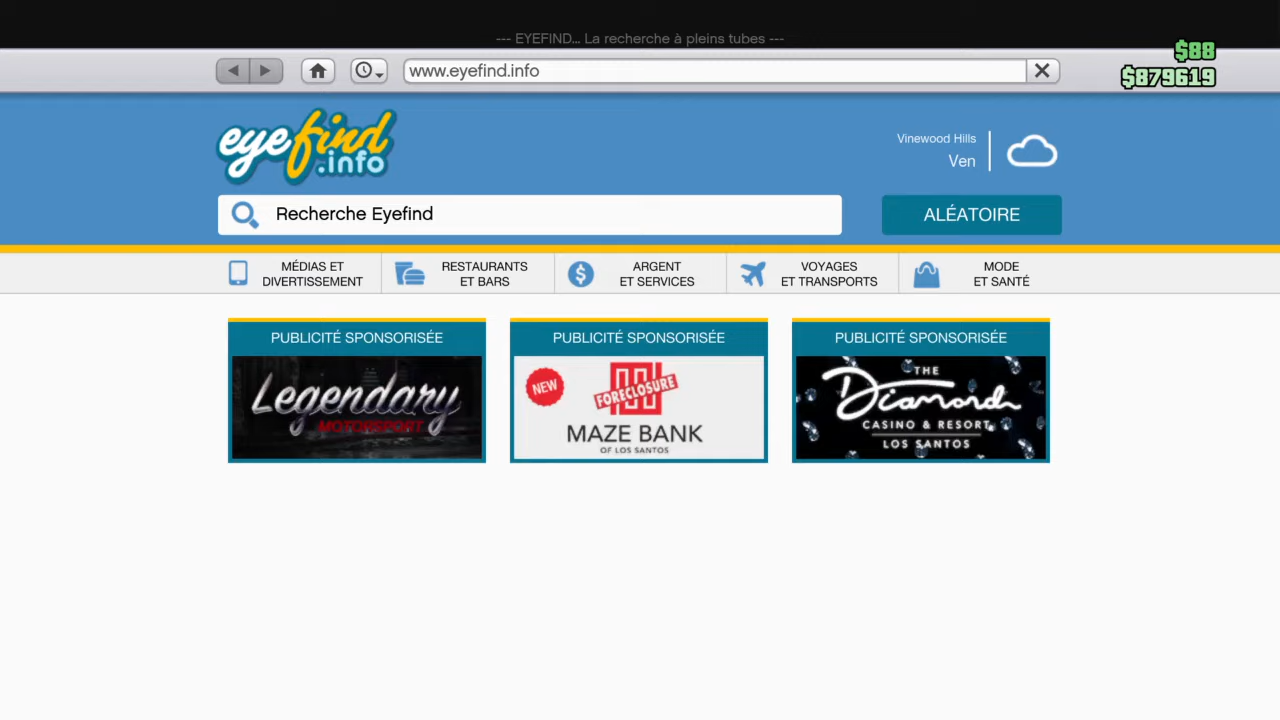 --- EYEFIND... La recherche à pleins tubes ---
$88
$879619
www.eyefind.info
eyefind
.info
Vinewood Hills
Ven
Recherche Eyefind
ALÉATOIRE
MÉDIAS ET
DIVERTISSEMENT
RESTAURANTS
ET BARS
ARGENT
ET SERVICES
VOYAGES
ET TRANSPORTS
MODE
ET SANTÉ
PUBLICITÉ SPONSORISÉE
Legendary
MOTORSPORT
PUBLICITÉ SPONSORISÉE
NEW
FORECLOSURE
MAZE BANK
OF LOS SANTOS
PUBLICITÉ SPONSORISÉE
THE
Diamond
CASINO & RESORT
LOS SANTOS